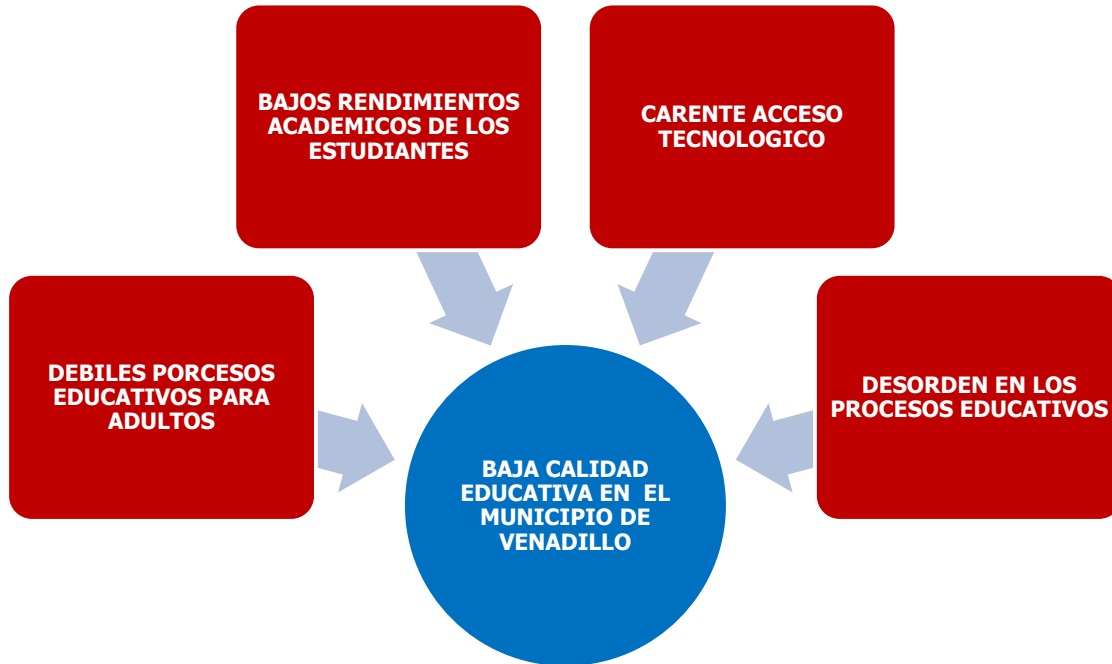 BAJOS RENDIMIENTOS
ACADEMICOS DE LOS
ESTUDIANTES
CARENTE ACCESO
TECNOLOGICO
DEBILES PORCESOS
EDUCATIVOS PARA
ADULTOS
DESORDEN EN LOS
PROCESOS EDUCATIVOS
BAJA CALIDAD
EDUCATIVA EN  EL
MUNICIPIO DE
VENADILLO